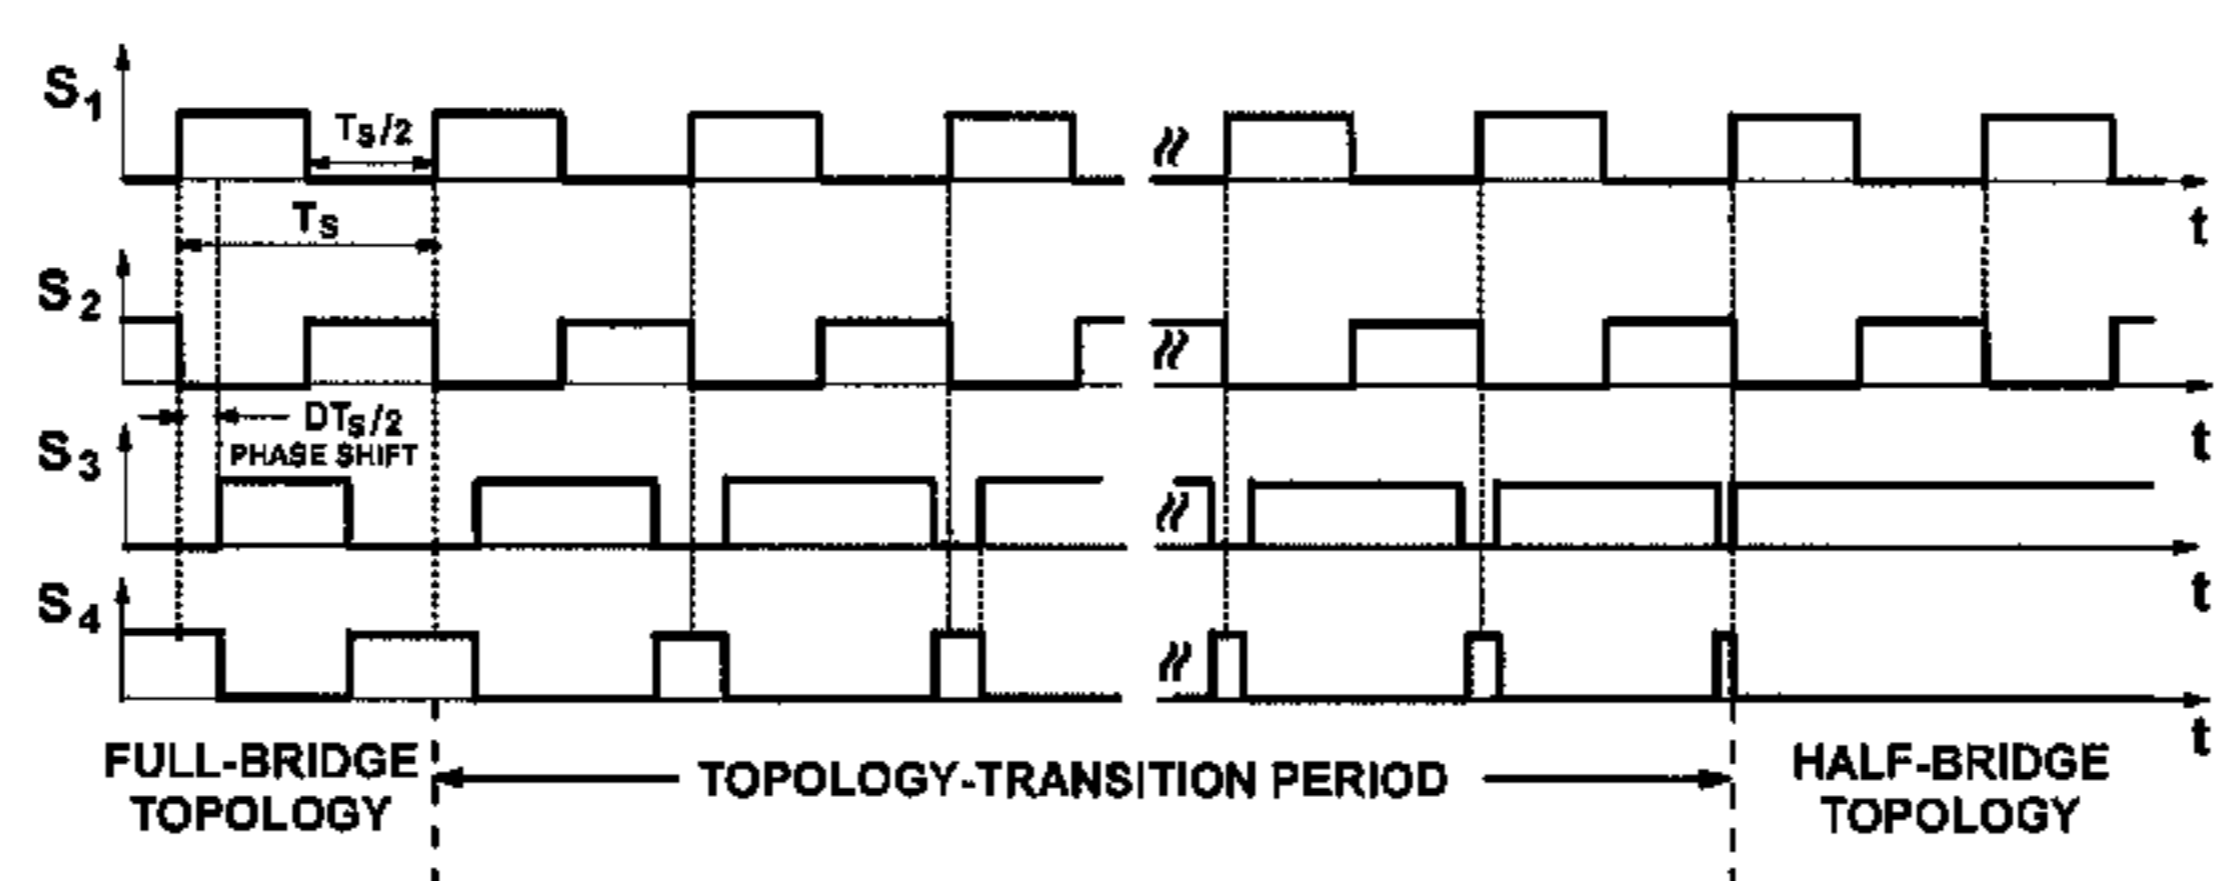 S1
TS/2
t
TS
S2
t
DTS/2
PHASE SHIFT
S3
t
S4
t
FULL-BRIDGE
TOPOLOGY
TOPOLOGY-TRANSITION PERIOD
HALF-BRIDGE
TOPOLOGY